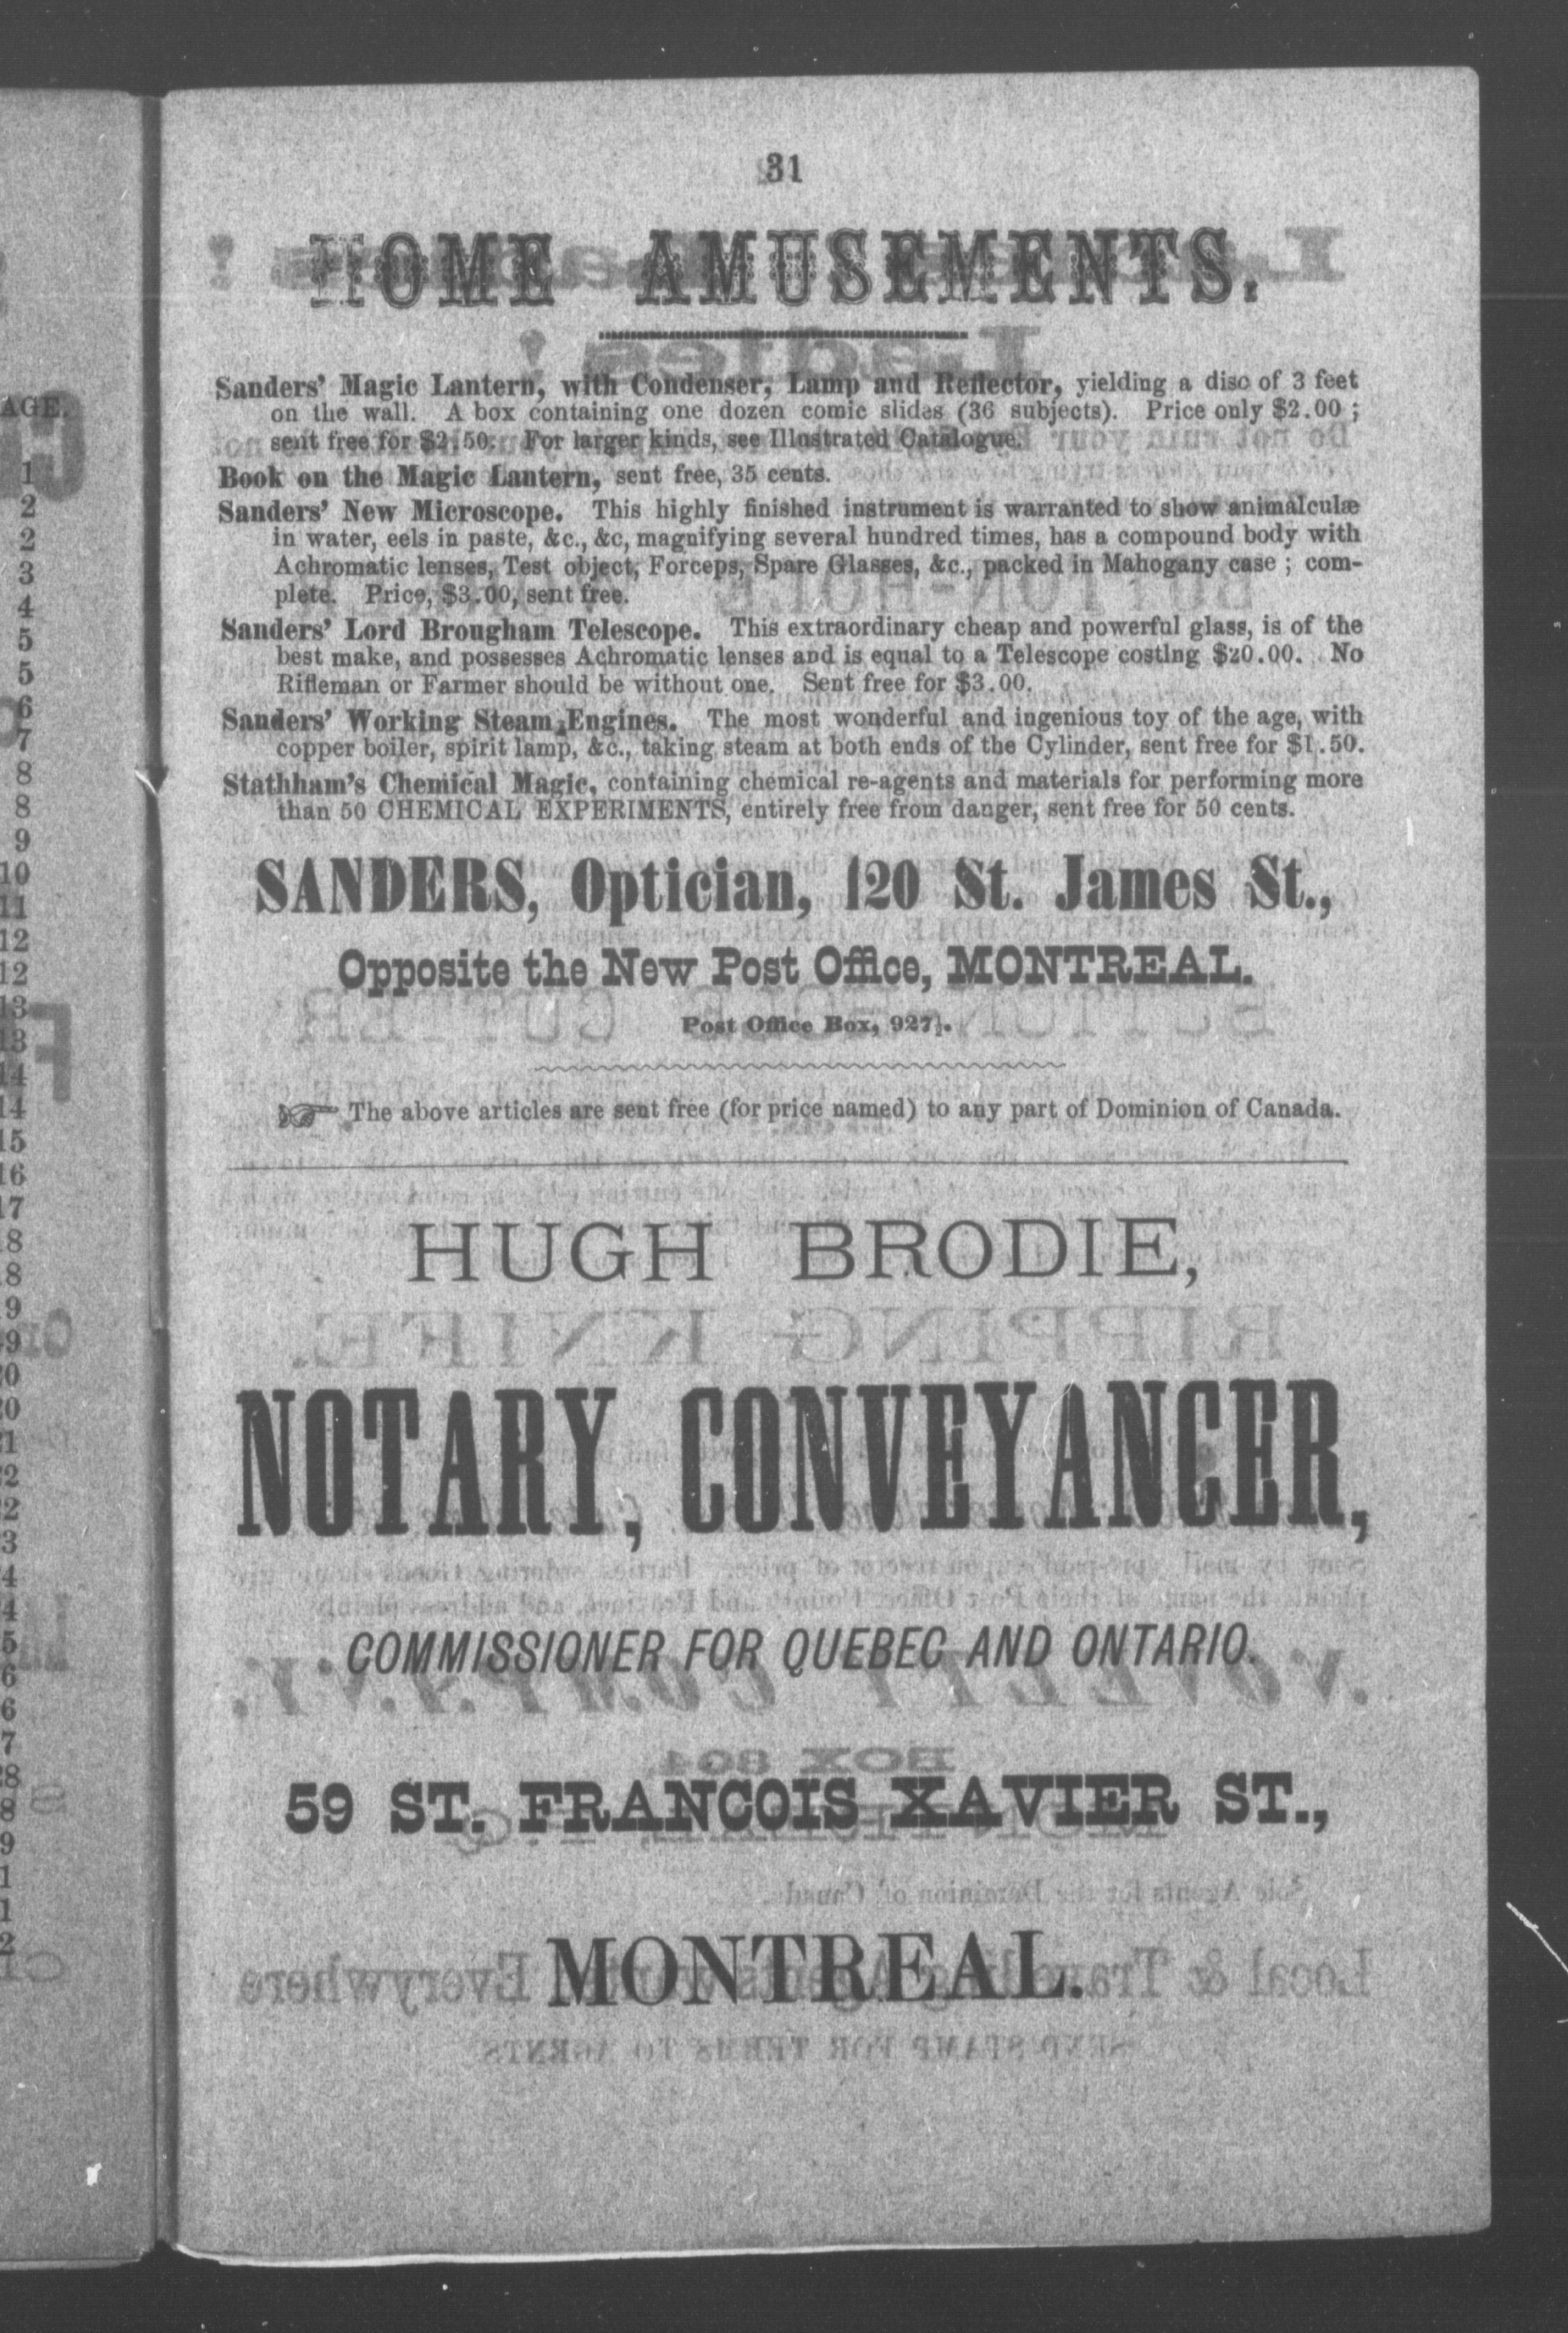 31
HOME AMUSEMENTS.
Sanders' Magic Lantern, with Condenser, Lamp and Reflector, yielding a disc of 3 feet
on the wall. A box containing one dozen comic slides (36 subjects). Price only $2.00 ;
sent free for $2.50. For larger kinds, see Illustrated Catalogue.
Book on the Magic Lantern, sent free, 35 cents.
Sanders' New Microscope. This highly finished instrument is warranted to show animalculæ
in water, eels in paste, &c., &c, magnifying several hundred times, has a compound body with
Achromatic lenses, Test object, Forceps, Spare Glasses, &c., packed in Mahogany case ; com-
plete. Price, $3.00, sent free.
Sanders' Lord Brougham Telescope. This extraordinary cheap and powerful glass, is of the
best make, and possesses Achromatic lenses and is equal to a Telescope costing $20.00. No
Rifleman or Farmer should be without one. Sent free for $3.00.
Sanders' Working Steam Engines. The most wonderful and ingenious toy of the age, with
copper boiler, spirit lamp, &c., taking steam at both ends of the Cylinder, sent free for $1.50.
Stathham's Chemical Magic, containing chemical re-agents and materials for performing more
than 50 CHEMICAL EXPERIMENTS, entirely free from danger, sent free for 50 cents.
SANDERS, Optician, 120 St. James St.,
Opposite the New Post Office, MONTREAL.
Post Office Box, 927½.
☞ The above articles are sent free (for price named) to any part of Dominion of Canada.
HUGH BRODIE,
NOTARY, CONVEYANCER,
COMMISSIONER FOR QUEBEC AND ONTARIO.
59 ST. FRANCOIS XAVIER ST.,
MONTREAL.